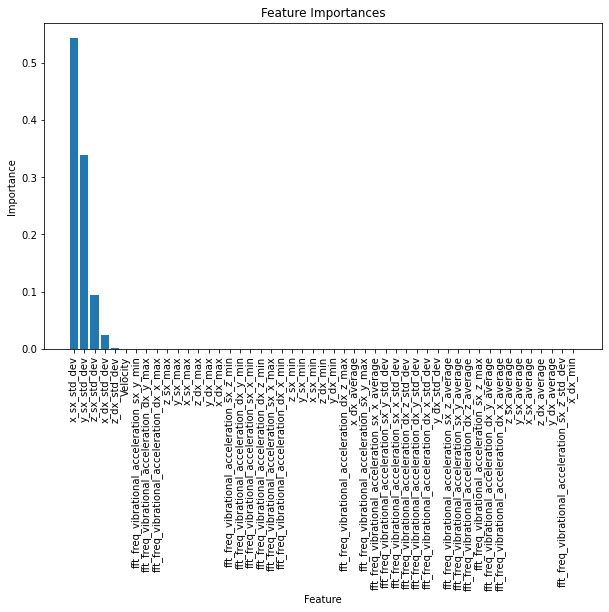 Feature Importances
Importance
0.5
0.4
0.3
0.2
0.1
0.0
x_sx_std_dev
y_sx_std_dev
z_sx_std_dev
x_dx_std_dev
z_dx_std_dev
Velocity
fft_freq_vibrational_acceleration_sx_y_min
fft_freq_vibrational_acceleration_dx_y_max
fft_freq_vibrational_acceleration_dx_x_max
z_sx_max
y_sx_max
x_sx_max
z_dx_max
y_dx_max
x_dx_max
fft_freq_vibrational_acceleration_sx_z_min
fft_freq_vibrational_acceleration_dx_y_min
fft_freq_vibrational_acceleration_sx_x_min
fft_freq_vibrational_acceleration_dx_z_min
fft_freq_vibrational_acceleration_sx_x_max
fft_freq_vibrational_acceleration_dx_x_min
z_sx_min
y_sx_min
x_sx_min
z_dx_min
y_dx_min
fft_freq_vibrational_acceleration_dx_z_max
x_dx_average
fft_freq_vibrational_acceleration_sx_y_max
fft_freq_vibrational_acceleration_sx_x_average
fft_freq_vibrational_acceleration_sx_y_std_dev
fft_freq_vibrational_acceleration_sx_x_std_dev
fft_freq_vibrational_acceleration_dx_z_std_dev
fft_freq_vibrational_acceleration_dx_y_std_dev
fft_freq_vibrational_acceleration_dx_x_std_dev
y_dx_std_dev
fft_freq_vibrational_acceleration_sx_z_average
fft_freq_vibrational_acceleration_sx_y_average
fft_freq_vibrational_acceleration_dx_z_average
fft_freq_vibrational_acceleration_sx_z_max
fft_freq_vibrational_acceleration_dx_y_average
fft_freq_vibrational_acceleration_dx_x_average
z_sx_average
y_sx_average
x_sx_average
z_dx_average
y_dx_average
fft_freq_vibrational_acceleration_sx_z_std_dev
x_dx_min
Feature